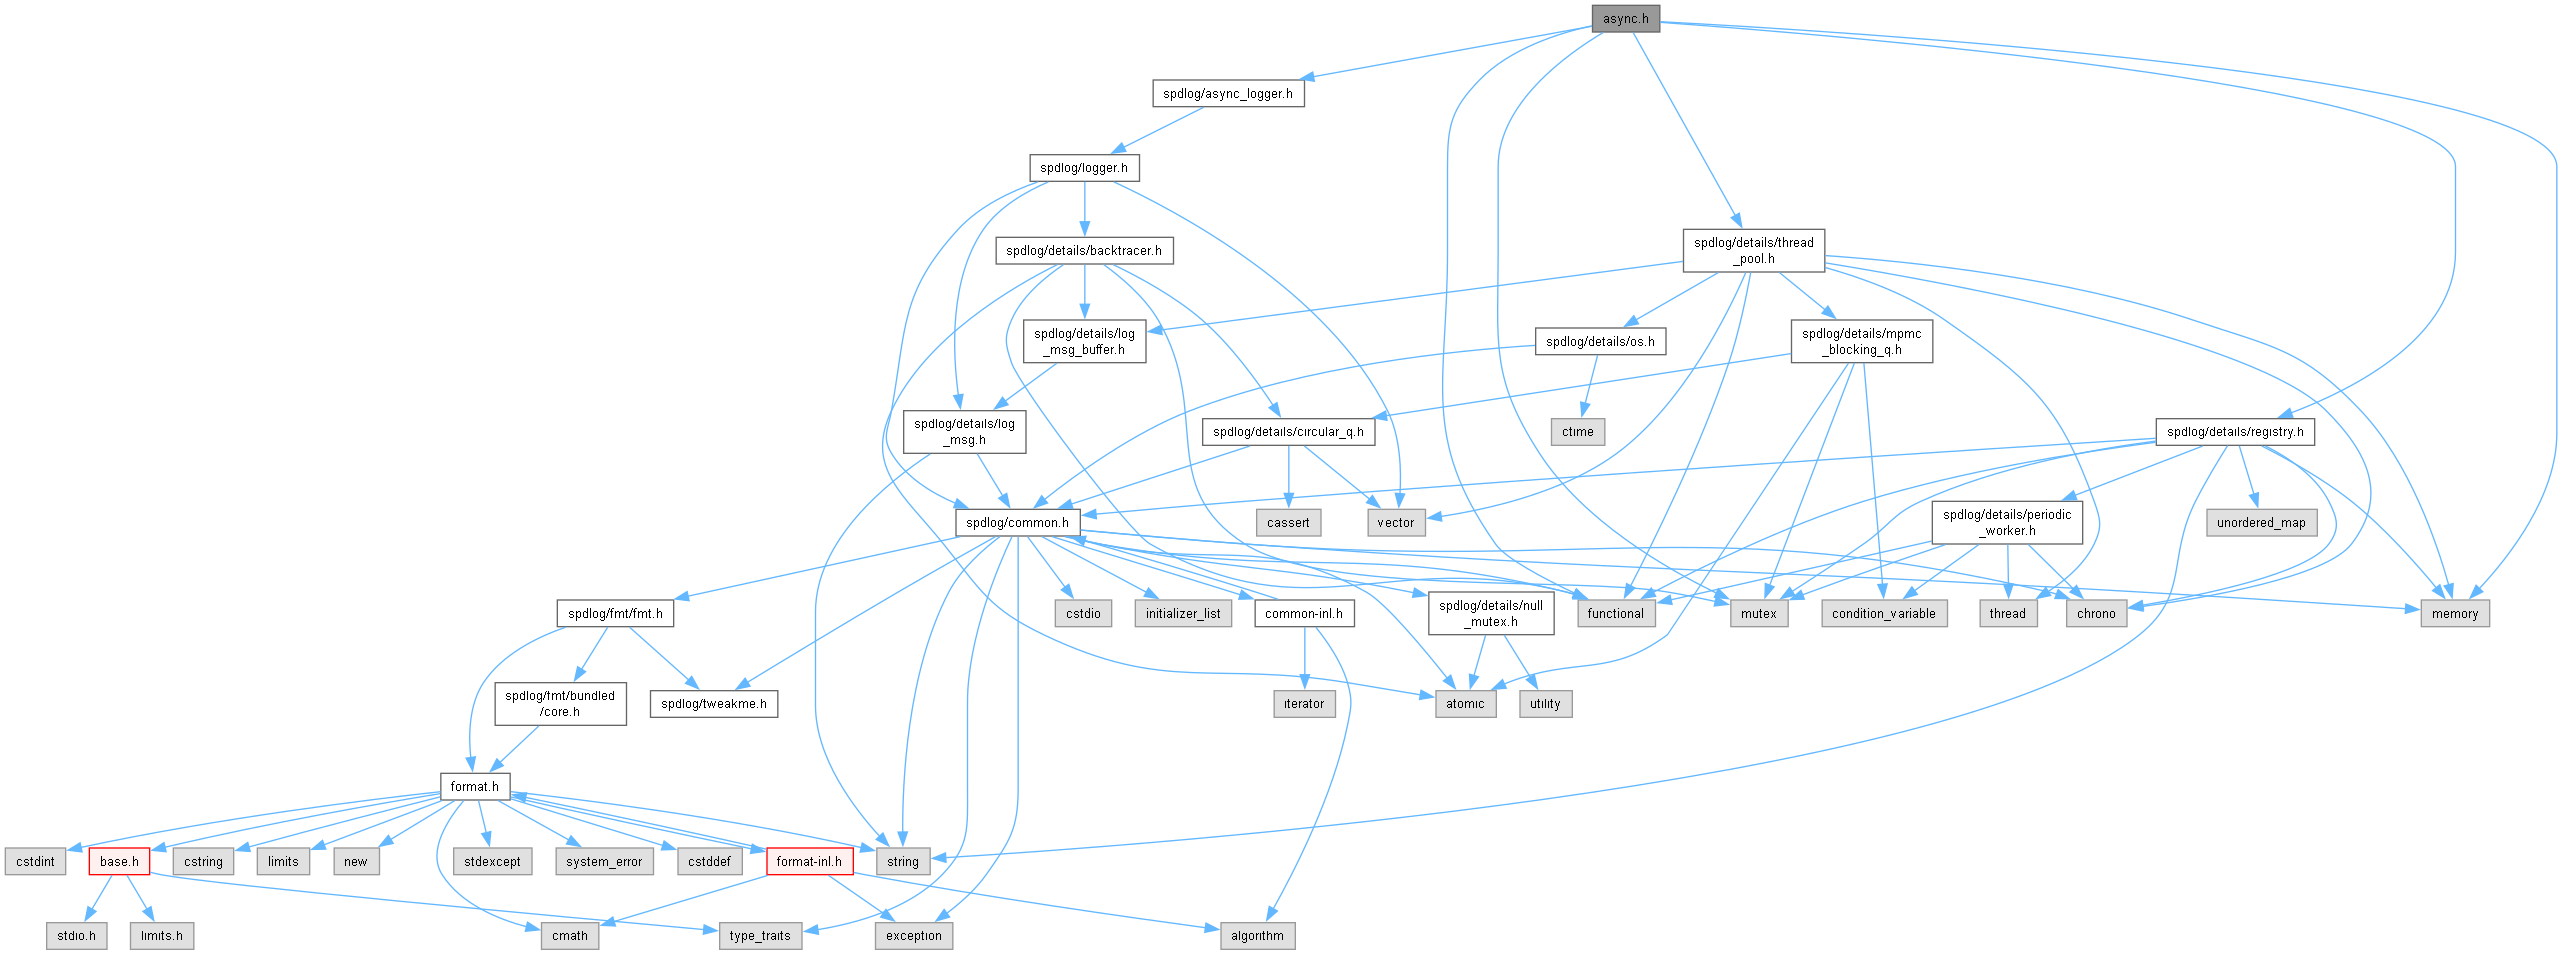 async.h
spdlog/async_logger.h
spdlog/logger.h
spdlog/details/backtracer.h
spdlog/details/thread
_pool.h
spdlog/details/log
_msg_buffer.h
spdlog/details/os.h
spdlog/details/mpmc
_blocking_q.h
spdlog/details/log
_msg.h
spdlog/details/circular_q.h
ctime
spdlog/details/registry.h
spdlog/common.h
cassert
vector
spdlog/details/periodic
_worker.h
unordered_map
spdlog/fmt/fmt.h
cstdio
initializer_list
common-inl.h
spdlog/details/null
_mutex.h
functional
mutex
condition_variable
thread
chrono
memory
spdlog/fmt/bundled
/core.h
spdlog/tweakme.h
iterator
atomic
utility
format.h
cstdint
base.h
cstring
limits
new
stdexcept
system_error
cstddef
format-inl.h
string
stdio.h
limits.h
cmath
type_traits
exception
algorithm